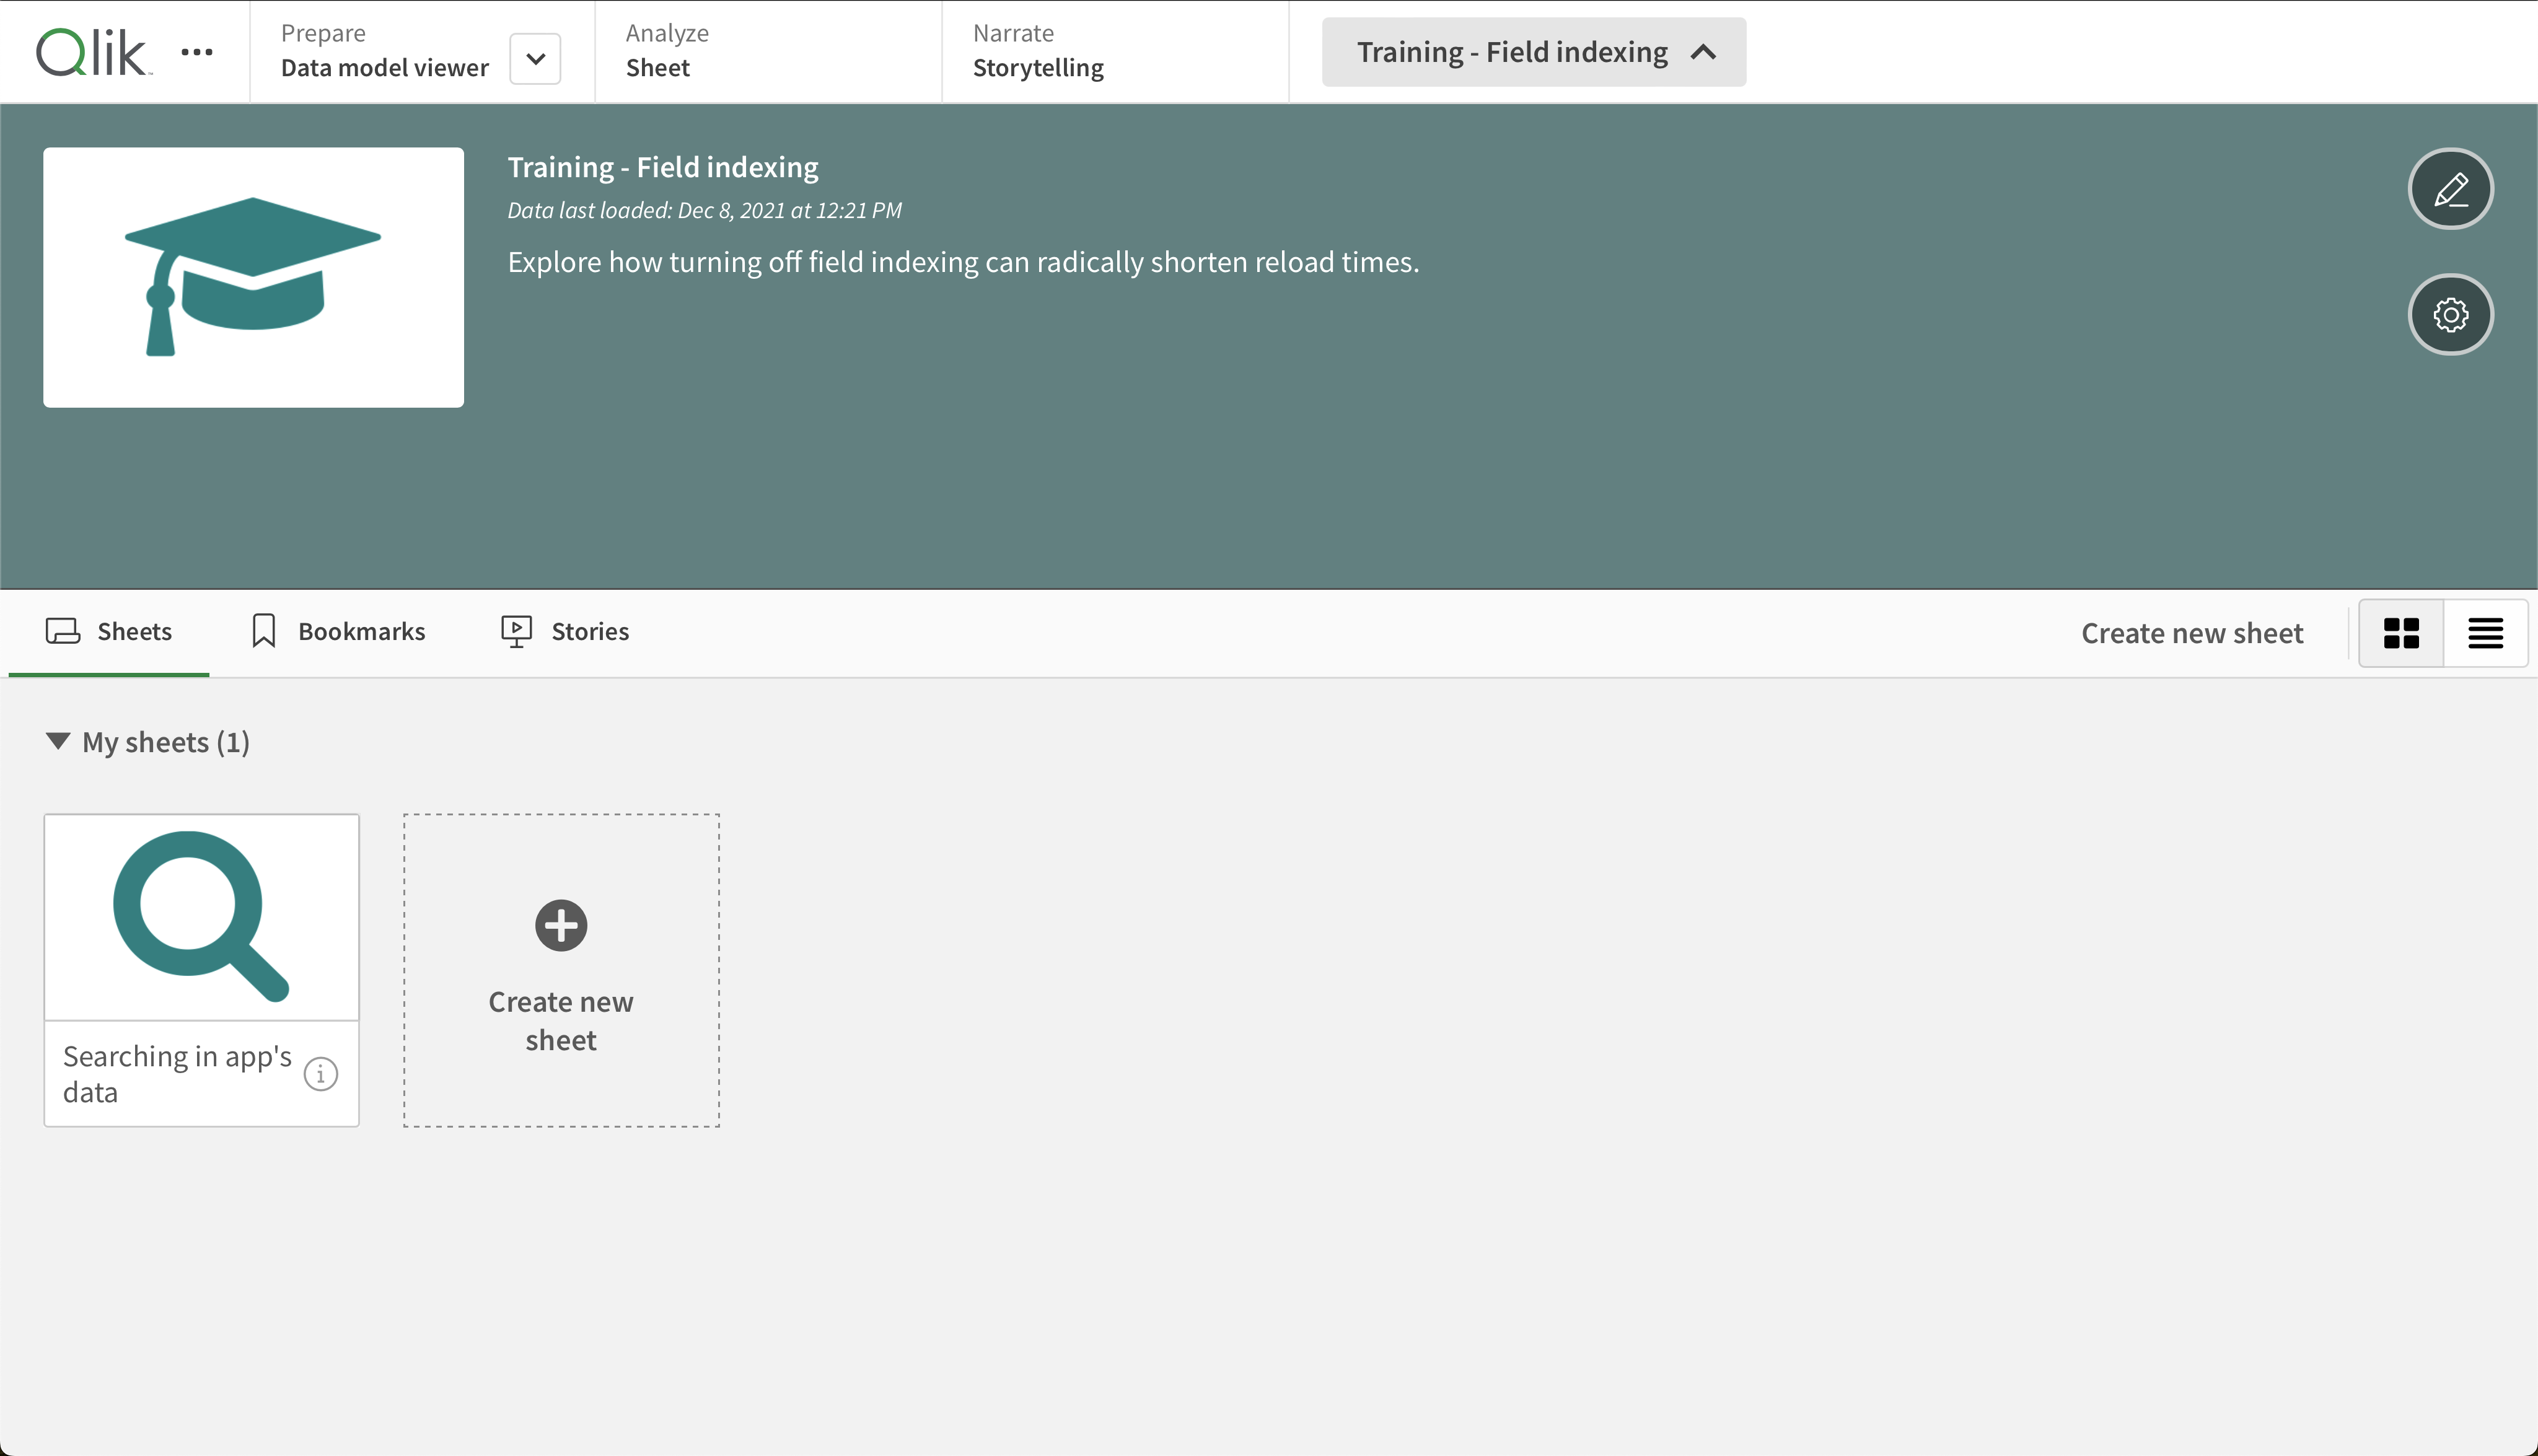 Qlik
Prepare
Data model viewer
Analyze
Sheet
Narrate
Storytelling
Training - Field indexing
Training - Field indexing
Data last loaded: Dec 8, 2021 at 12:21 PM
Explore how turning off field indexing can radically shorten reload times.
Sheets
Bookmarks
Stories
Create new sheet
My sheets (1)
Searching in app's
data
Create new
sheet